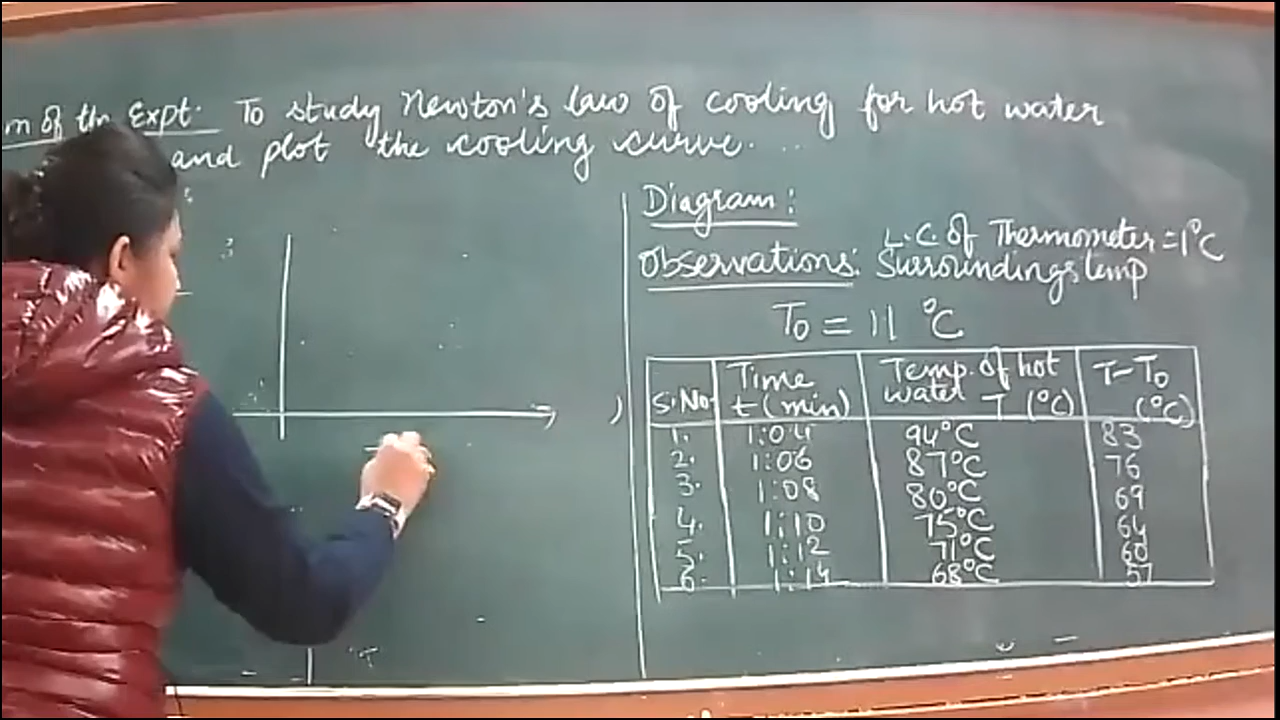 m of the Expt. To study Newton's law of cooling for hot water
and plot the cooling curve.
Diagram:
Observations: L.C. of Thermometer = 1°C
Surroundings temp
T₀ = 11 °C
S.No. Time t (min) Temp. of hot water T (°C) T-T₀ (°C)
1. 1:04 94°C 83
2. 1:06 87°C 76
3. 1:08 80°C 69
4. 1:10 75°C 64
5. 1:12 71°C 60
6. 1:14 68°C 57